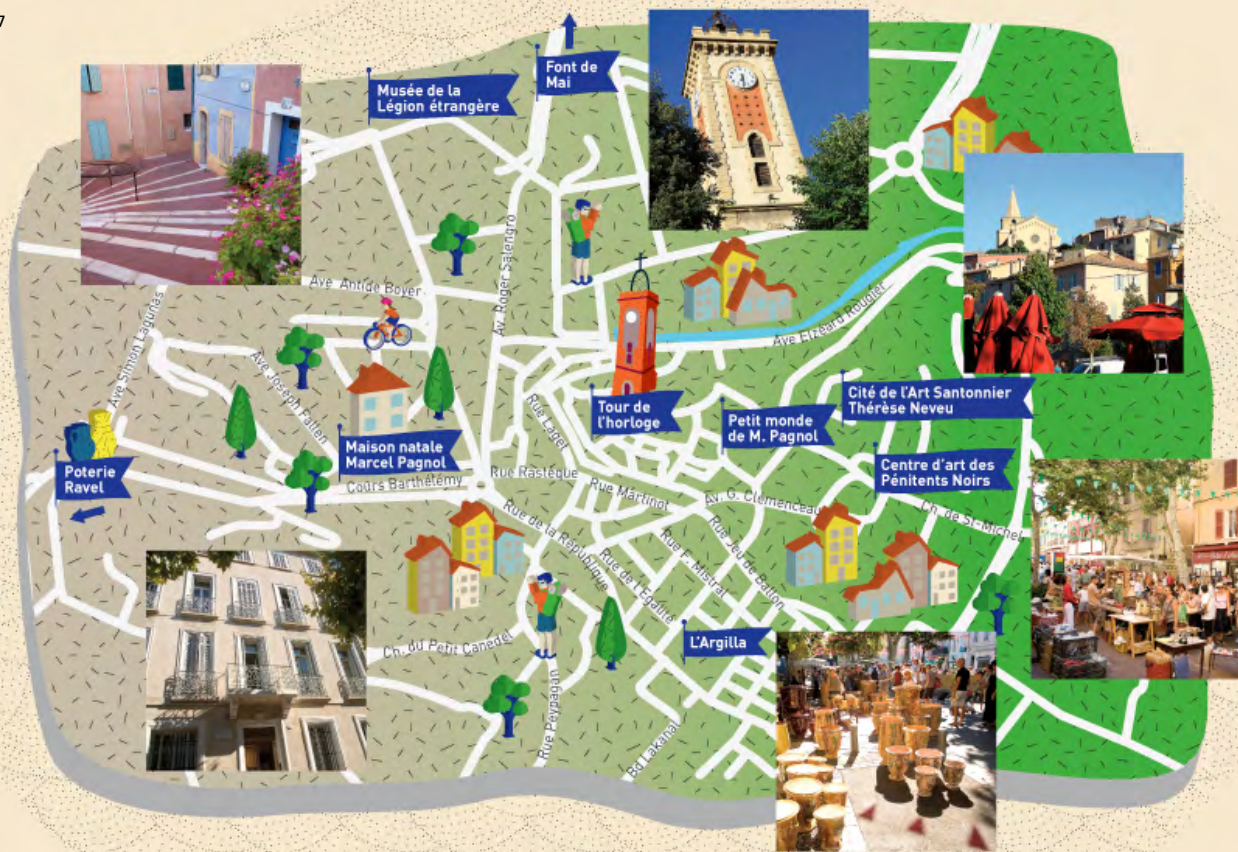 7
Font de
Mai
Musée de la
Légion étrangère
Av. Roger Salengro
Ave Antide Boyer
Ave Simon Lagunas
Ave Elzéard Rougier
Ave Joseph Fallen
Cité de l'Art Santonnier
Thérèse Neveu
Tour de
l'horloge
Petit monde
de M. Pagnol
Rue Laget
Maison natale
Marcel Pagnol
Centre d'art des
Pénitents Noirs
Poterie
Ravel
Rue Rastègue
Cours Barthélémy
Rue Martinot
Av. G. Clemenceau
Ch. de St-Michel
Rue de la République
Rue de l'Egalité
Rue F. Mistral
Rue Jeu de Ballon
L'Argilla
Ch. du Petit Canedel
Rue Peypagan
Bd Lakanal